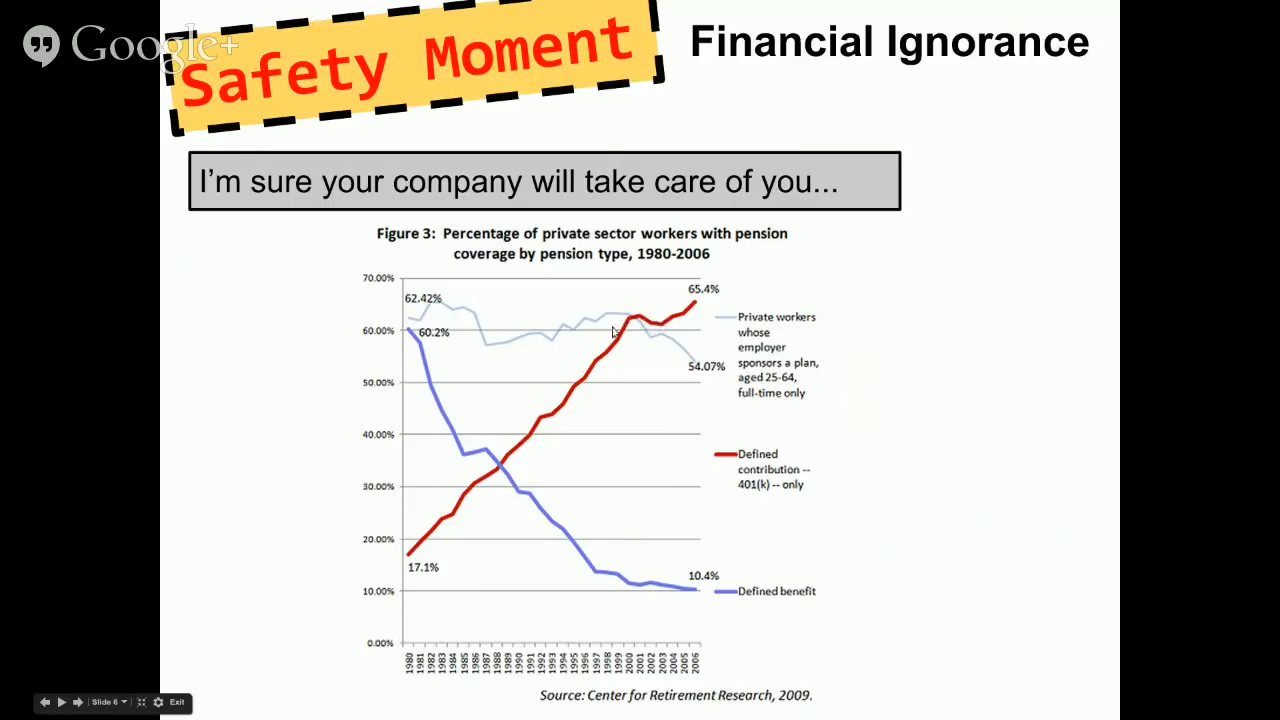 Google+
Safety Moment
Financial Ignorance
I'm sure your company will take care of you...
Figure 3: Percentage of private sector workers with pension
coverage by pension type, 1980-2006
70.00%
60.00%
50.00%
40.00%
30.00%
20.00%
10.00%
0.00%
62.42%
60.2%
17.1%
65.4%
54.07%
10.4%
Private workers
whose
employer
sponsors a plan,
aged 25-64,
full-time only
Defined
contribution --
401(k) -- only
Defined benefit
1980
1981
1982
1983
1984
1985
1986
1987
1988
1989
1990
1991
1992
1993
1994
1995
1996
1997
1998
1999
2000
2001
2002
2003
2004
2005
2006
Source: Center for Retirement Research, 2009.
Slide 6
Exit